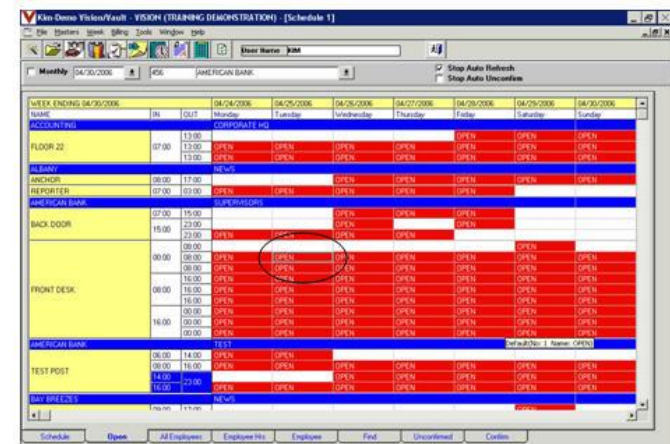 Kim-Demo Vision/Vault - VISION (TRAINING DEMONSTRATION) - [Schedule 1]
File Masters Week Billing Tools Window Help
User Name KIM
Monthly 04/30/2006 456 AMERICAN BANK Stop Auto Refresh
Stop Auto Unconfirm
WEEK ENDING 04/30/2006 04/24/2006 04/25/2006 04/26/2006 04/27/2006 04/28/2006 04/29/2006 04/30/2006
NAME IN OUT Monday Tuesday Wednesday Thursday Friday Saturday Sunday
ACCOUNTING CORPORATE HQ
13:00 OPEN OPEN OPEN
FLOOR 22 07:00 13:00 OPEN OPEN OPEN OPEN OPEN OPEN OPEN
13:00 OPEN OPEN OPEN OPEN OPEN OPEN OPEN
ALBANY NEWS
ANCHOR 08:00 17:00 OPEN OPEN OPEN OPEN OPEN
REPORTER 07:00 03:00 OPEN OPEN OPEN OPEN OPEN
AMERICAN BANK SUPERVISORS
07:00 15:00 OPEN OPEN OPEN
BACK DOOR 15:00 23:00 OPEN OPEN
23:00 OPEN OPEN OPEN OPEN
08:00 OPEN
00:00 08:00 OPEN OPEN OPEN OPEN OPEN OPEN OPEN
08:00 OPEN OPEN OPEN OPEN OPEN OPEN OPEN
16:00 OPEN OPEN OPEN OPEN OPEN OPEN OPEN
FRONT DESK 08:00 16:00 OPEN OPEN OPEN OPEN OPEN OPEN OPEN
16:00 OPEN OPEN OPEN OPEN OPEN OPEN OPEN
00:00 OPEN OPEN OPEN OPEN OPEN OPEN OPEN
16:00 00:00 OPEN OPEN OPEN OPEN OPEN OPEN OPEN
00:00 OPEN OPEN OPEN OPEN OPEN OPEN OPEN
AMERICAN BANK TEST Default(No: 1 Name: OPEN)
06:00 14:00 OPEN OPEN
TEST POST 08:00 16:00 OPEN OPEN OPEN OPEN OPEN OPEN OPEN
14:00 23:00 OPEN OPEN OPEN OPEN OPEN
16:00 OPEN OPEN OPEN OPEN OPEN OPEN OPEN
BAY BREEZES NEWS
Schedule Open All Employees Employee Hrs Employee Find Unconfirmed Confirm